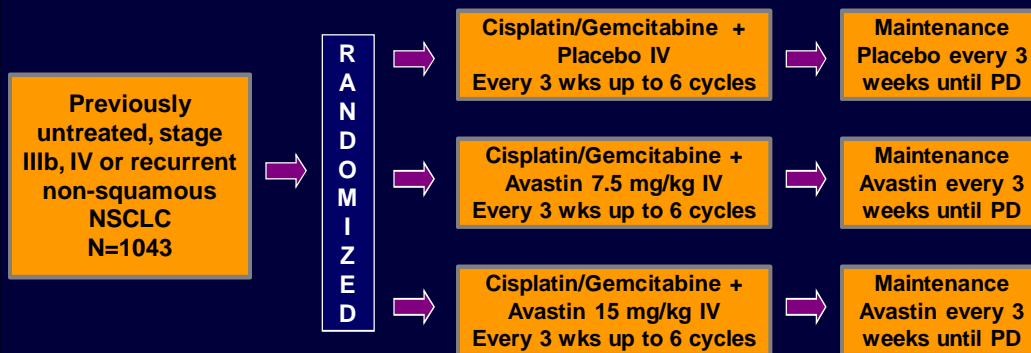 Previously
untreated, stage
IIIb, IV or recurrent
non-squamous
NSCLC
N=1043
R
A
N
D
O
M
I
Z
E
D
Cisplatin/Gemcitabine +
Placebo IV
Every 3 wks up to 6 cycles
Maintenance
Placebo every 3
weeks until PD
Cisplatin/Gemcitabine +
Avastin 7.5 mg/kg IV
Every 3 wks up to 6 cycles
Maintenance
Avastin every 3
weeks until PD
Cisplatin/Gemcitabine +
Avastin 15 mg/kg IV
Every 3 wks up to 6 cycles
Maintenance
Avastin every 3
weeks until PD